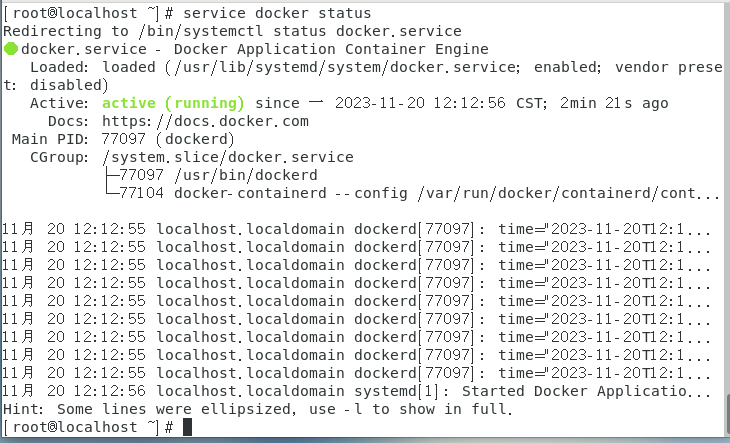 [root@localhost ~]# service docker status
Redirecting to /bin/systemctl status docker.service
● docker.service - Docker Application Container Engine
   Loaded: loaded (/usr/lib/systemd/system/docker.service; enabled; vendor prese
t: disabled)
   Active: active (running) since 一 2023-11-20 12:12:56 CST; 2min 21s ago
     Docs: https://docs.docker.com
 Main PID: 77097 (dockerd)
   CGroup: /system.slice/docker.service
           ├─77097 /usr/bin/dockerd
           └─77104 docker-containerd --config /var/run/docker/containerd/cont...

11月 20 12:12:55 localhost.localdomain dockerd[77097]: time="2023-11-20T12:1...
11月 20 12:12:55 localhost.localdomain dockerd[77097]: time="2023-11-20T12:1...
11月 20 12:12:55 localhost.localdomain dockerd[77097]: time="2023-11-20T12:1...
11月 20 12:12:55 localhost.localdomain dockerd[77097]: time="2023-11-20T12:1...
11月 20 12:12:55 localhost.localdomain dockerd[77097]: time="2023-11-20T12:1...
11月 20 12:12:55 localhost.localdomain dockerd[77097]: time="2023-11-20T12:1...
11月 20 12:12:55 localhost.localdomain dockerd[77097]: time="2023-11-20T12:1...
11月 20 12:12:55 localhost.localdomain dockerd[77097]: time="2023-11-20T12:1...
11月 20 12:12:55 localhost.localdomain dockerd[77097]: time="2023-11-20T12:1...
11月 20 12:12:56 localhost.localdomain systemd[1]: Started Docker Applicatio...
Hint: Some lines were ellipsized, use -l to show in full.
[root@localhost ~]#